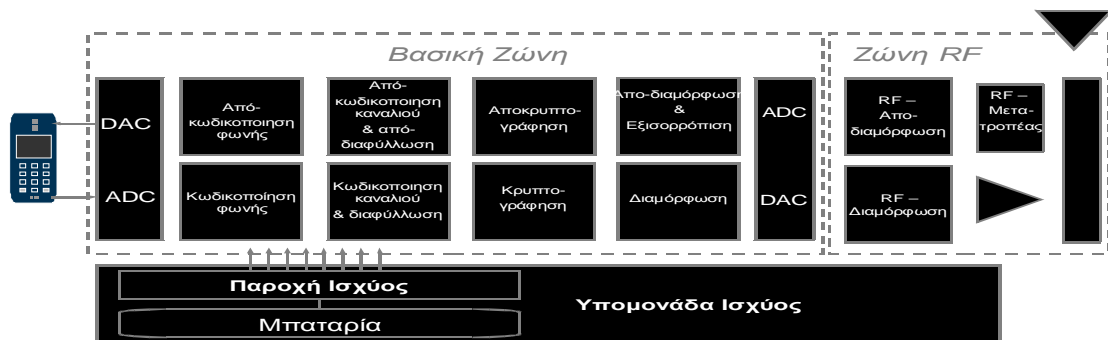 Βασική Ζώνη
Ζώνη RF
DAC
Από-
κωδικοποιηση
φωνής
Από-
κωδικοποιηση
καναλιού
& από-
διαφύλλωση
Αποκρυπτο-
γράφηση
Απο-διαμόρφωση
&
Εξισορρόπιση
ADC
RF –
Απο-
διαμόρφωση
RF –
Μετα-
τροπτέας
ADC
Κωδικοποίηση
φωνής
Κωδικοποιηση
καναλιού
& διαφύλλωση
Κρυπτο-
γράφηση
Διαμόρφωση
DAC
RF –
Διαμόρφωση
Παροχή Ισχύος
Μπαταρία
Υπομονάδα Ισχύος